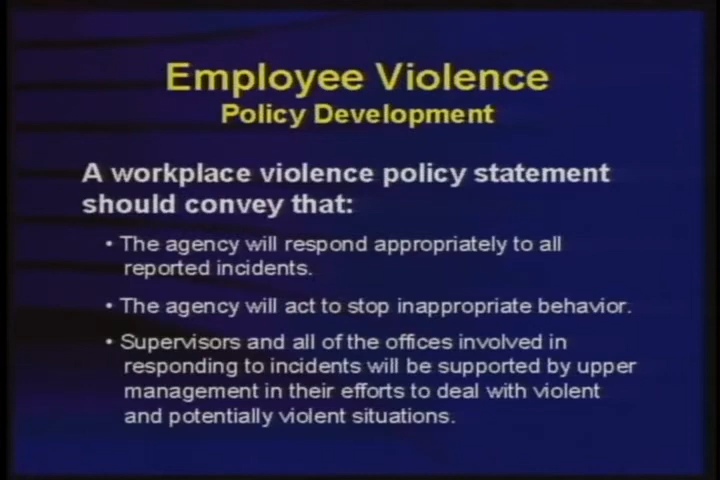 Employee Violence
Policy Development
A workplace violence policy statement
should convey that:
• The agency will respond appropriately to all
reported incidents.
• The agency will act to stop inappropriate behavior.
• Supervisors and all of the offices involved in
responding to incidents will be supported by upper
management in their efforts to deal with violent
and potentially violent situations.